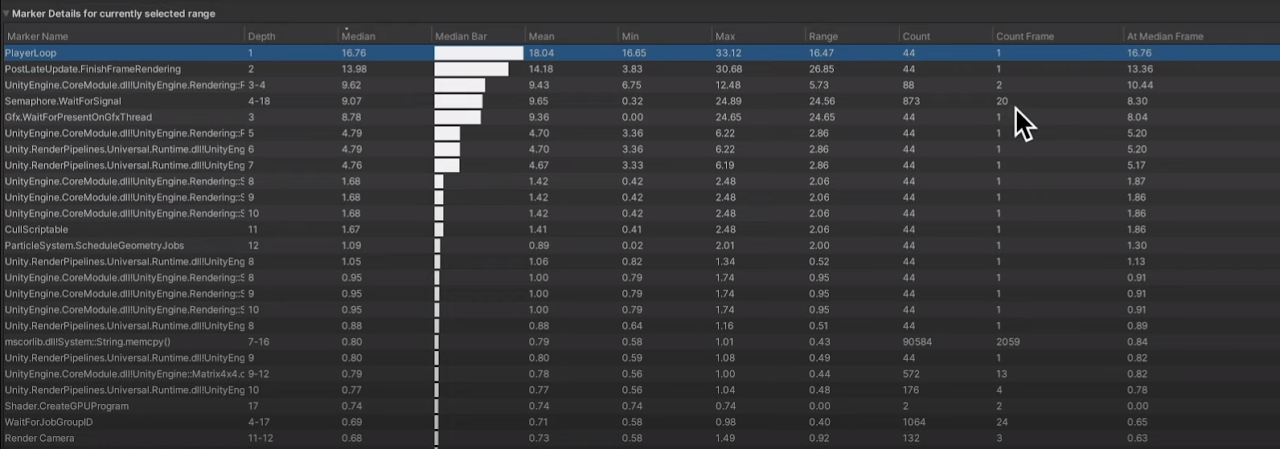 Marker Details for currently selected range
Marker Name Depth Median Median Bar Mean Min Max Range Count Count Frame At Median Frame
PlayerLoop 1 16.76 18.04 16.65 33.12 16.47 44 1 16.76
PostLateUpdate.FinishFrameRendering 2 13.98 14.18 3.83 30.68 26.85 44 1 13.36
UnityEngine.CoreModule.dll!UnityEngine.Rendering::F 3-4 9.62 9.43 6.75 12.48 5.73 88 2 10.44
Semaphore.WaitForSignal 4-18 9.07 9.65 0.32 24.89 24.56 873 20 8.30
Gfx.WaitForPresentOnGfxThread 3 8.78 9.36 0.00 24.65 24.65 44 1 8.04
UnityEngine.CoreModule.dll!UnityEngine.Rendering::F 5 4.79 4.70 3.36 6.22 2.86 44 1 5.20
Unity.RenderPipelines.Universal.Runtime.dll!UnityEng 6 4.79 4.70 3.36 6.22 2.86 44 1 5.20
Unity.RenderPipelines.Universal.Runtime.dll!UnityEng 7 4.76 4.67 3.33 6.19 2.86 44 1 5.17
UnityEngine.CoreModule.dll!UnityEngine.Rendering::S 8 1.68 1.42 0.42 2.48 2.06 44 1 1.87
UnityEngine.CoreModule.dll!UnityEngine.Rendering::S 9 1.68 1.42 0.42 2.48 2.06 44 1 1.86
UnityEngine.CoreModule.dll!UnityEngine.Rendering::S 10 1.68 1.42 0.42 2.48 2.06 44 1 1.86
CullScriptable 11 1.67 1.41 0.41 2.48 2.06 44 1 1.86
ParticleSystem.ScheduleGeometryJobs 12 1.09 0.89 0.02 2.01 2.00 44 1 1.30
Unity.RenderPipelines.Universal.Runtime.dll!UnityEng 8 1.05 1.06 0.82 1.34 0.52 44 1 1.13
UnityEngine.CoreModule.dll!UnityEngine.Rendering::S 8 0.95 1.00 0.79 1.74 0.95 44 1 0.91
UnityEngine.CoreModule.dll!UnityEngine.Rendering::S 9 0.95 1.00 0.79 1.74 0.95 44 1 0.91
UnityEngine.CoreModule.dll!UnityEngine.Rendering::S 10 0.95 1.00 0.79 1.74 0.95 44 1 0.91
Unity.RenderPipelines.Universal.Runtime.dll!UnityEng 8 0.88 0.88 0.64 1.16 0.51 44 1 0.89
mscorlib.dll!System::String.memcpy() 7-16 0.80 0.79 0.58 1.01 0.43 90584 2059 0.84
Unity.RenderPipelines.Universal.Runtime.dll!UnityEng 9 0.80 0.80 0.59 1.08 0.49 44 1 0.82
UnityEngine.CoreModule.dll!UnityEngine::Matrix4x4.c 9-12 0.79 0.78 0.56 1.00 0.44 572 13 0.82
Unity.RenderPipelines.Universal.Runtime.dll!UnityEng 10 0.77 0.77 0.56 1.04 0.48 176 4 0.78
Shader.CreateGPUProgram 17 0.74 0.74 0.74 0.74 0.00 2 2 0.00
WaitForJobGroupID 4-17 0.69 0.71 0.58 0.98 0.40 1064 24 0.65
Render Camera 11-12 0.68 0.73 0.58 1.49 0.92 132 3 0.63